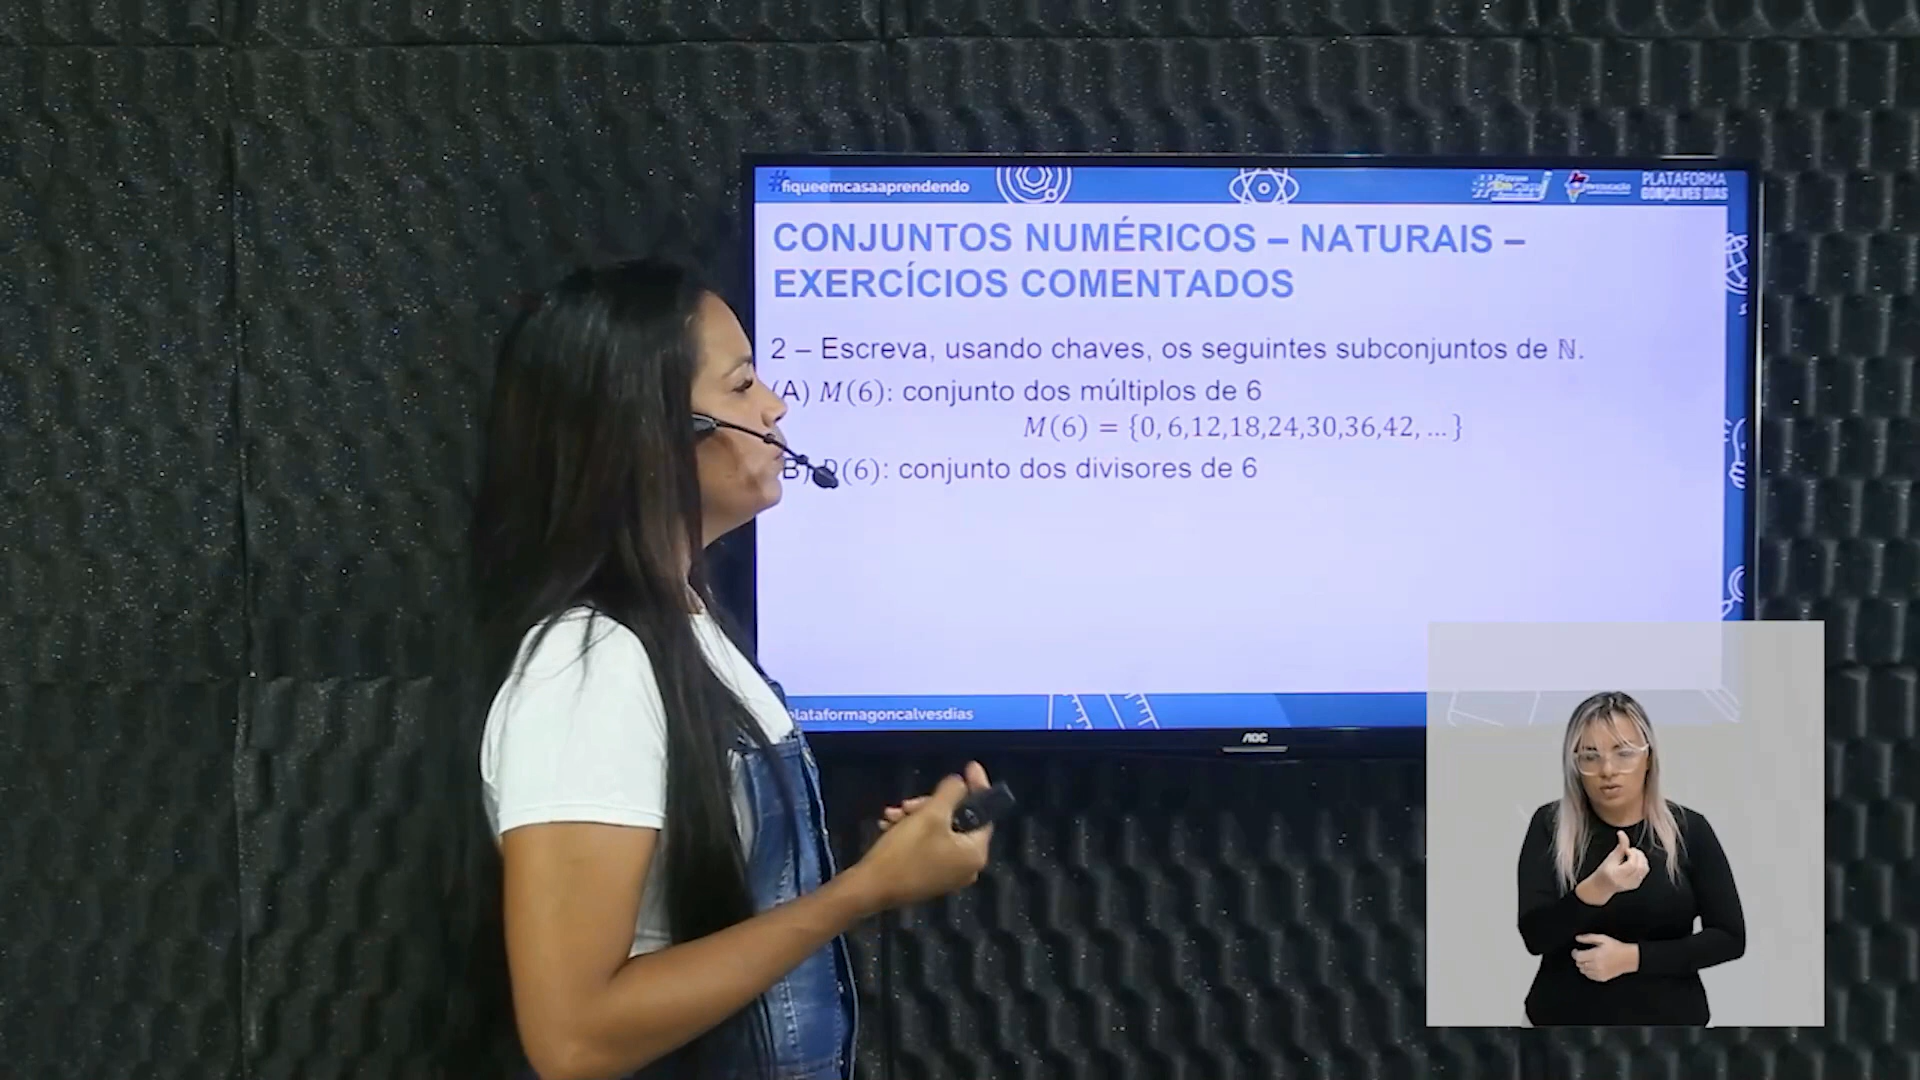 #fiqueemcasaaprendendo
PLATAFORMA
GONÇALVES DIAS
CONJUNTOS NUMÉRICOS – NATURAIS –
EXERCÍCIOS COMENTADOS
2 – Escreva, usando chaves, os seguintes subconjuntos de ℕ.
(A) M(6): conjunto dos múltiplos de 6
M(6) = {0, 6,12,18,24,30,36,42, … }
B) D(6): conjunto dos divisores de 6
plataformagoncalvesdias
AOC